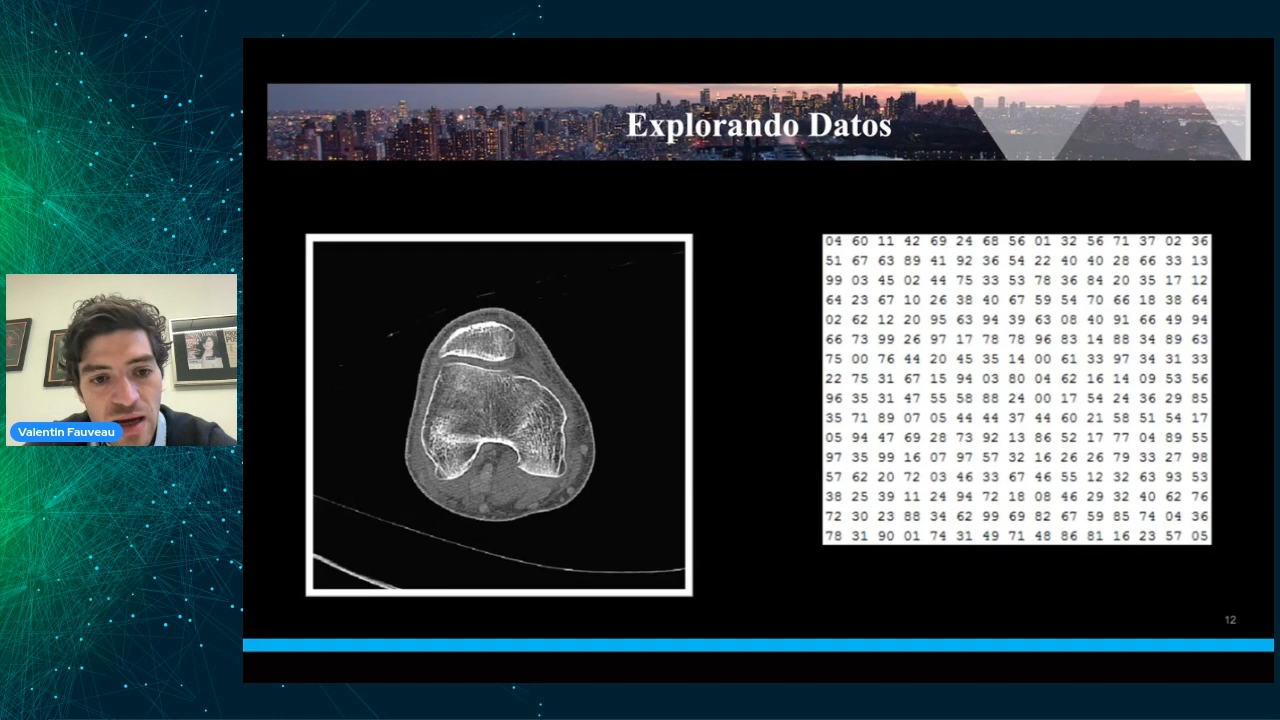 Explorando Datos
04 60 11 42 69 24 68 56 01 32 56 71 37 02 36
51 67 63 89 41 92 36 54 22 40 40 28 66 33 13
99 03 45 02 44 75 33 53 78 36 84 20 35 17 12
64 23 67 10 26 38 40 67 59 54 70 66 18 38 64
02 62 12 20 95 63 94 39 63 08 40 91 66 49 94
66 73 99 26 97 17 78 78 96 83 14 88 34 89 63
75 00 76 44 20 45 35 14 00 61 33 97 34 31 33
22 75 31 67 15 94 03 80 04 62 16 14 09 53 56
96 35 31 47 55 58 88 24 00 17 54 24 36 29 85
35 71 89 07 05 44 44 37 44 60 21 58 51 54 17
05 94 47 69 28 73 92 13 86 52 17 77 04 89 55
97 35 99 16 07 97 57 32 16 26 26 79 33 27 98
57 62 20 72 03 46 33 67 46 55 12 32 63 93 53
38 25 39 11 24 94 72 18 08 46 29 32 40 62 76
72 30 23 88 34 62 99 69 82 67 59 85 74 04 36
78 31 90 01 74 31 49 71 48 86 81 16 23 57 05
Valentin Fauveau
12